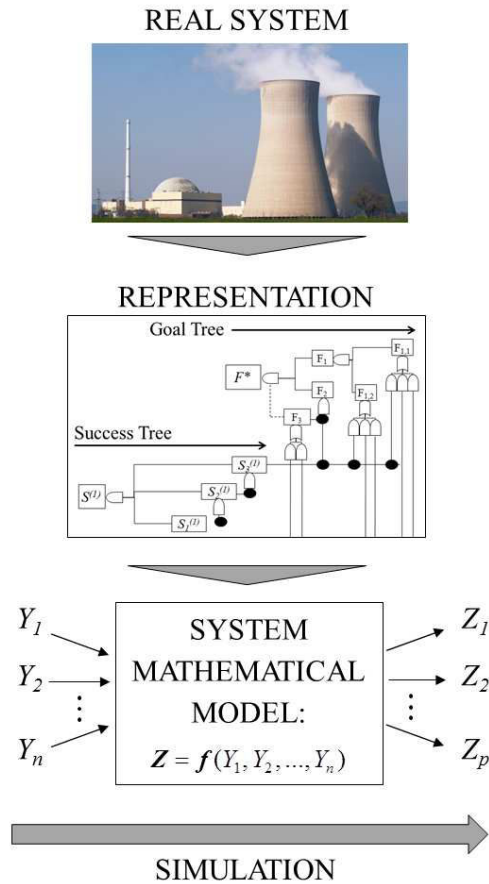 REAL SYSTEM
REPRESENTATION
Goal Tree
F1,1
F1
F*
F2
F1,2
F3
Success Tree
S3(1)
S2(1)
S(1)
S1(1)
Y1
Z1
SYSTEM
MATHEMATICAL
MODEL:
Y2
Z2
⋮
⋮
Yn
Zp
Z = f(Y1, Y2, ..., Yn)
SIMULATION